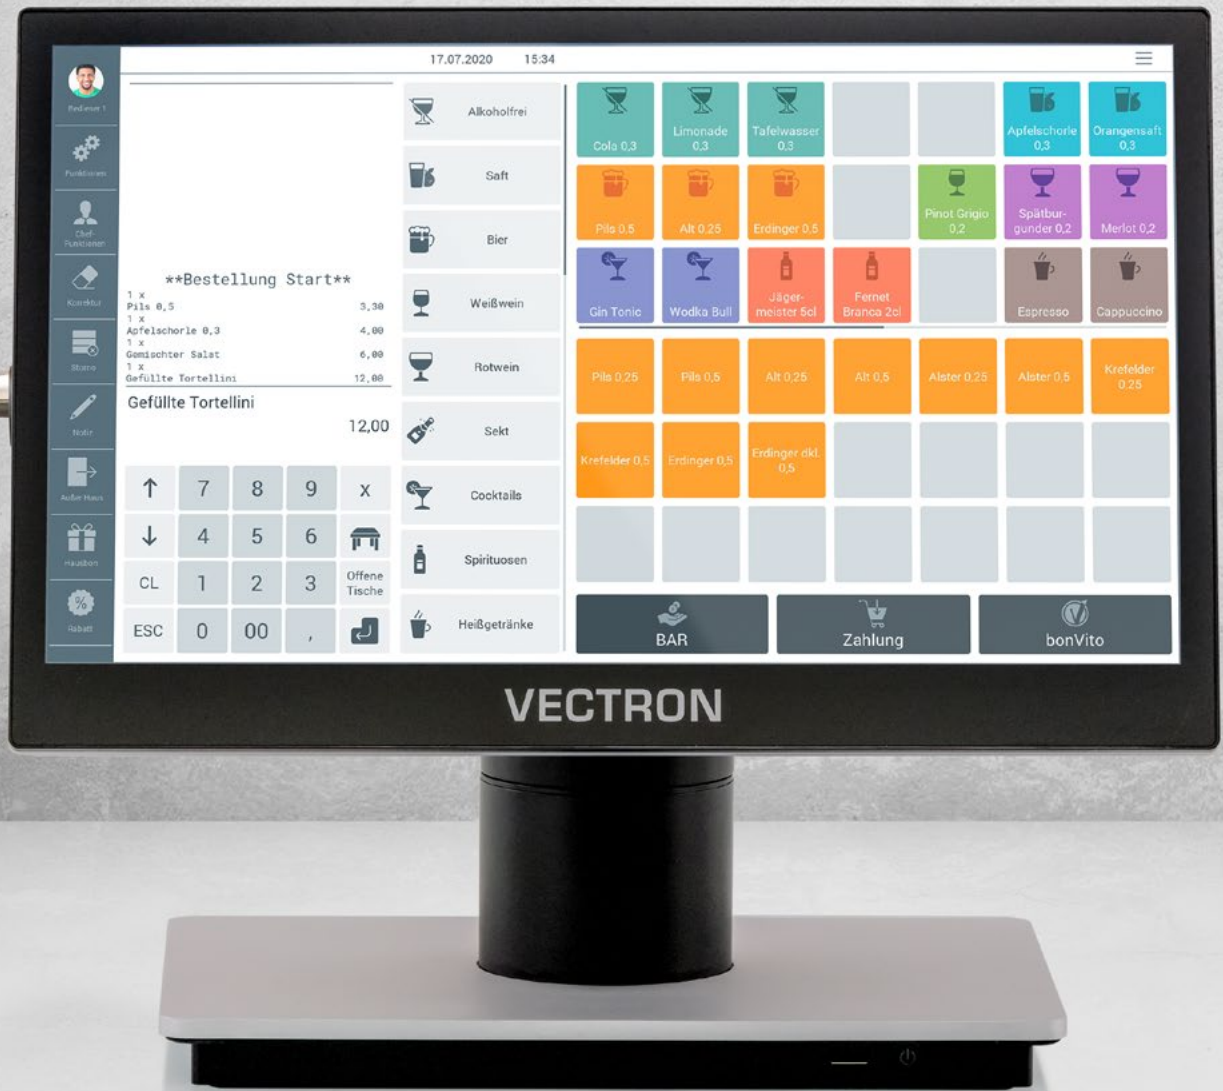 17.07.2020 15:34
Bediener 1
Funktionen
Chef-
Funktionen
Korrektur
Storno
Notiz
Außer Haus
Hausbon
Rabatt
**Bestellung Start**
1 x
Pils 0,5 3,30
1 x
Apfelschorle 0,3 4,00
1 x
Gemischter Salat 6,00
1 x
Gefüllte Tortellini 12,00
Gefüllte Tortellini
12,00
7 8 9 X
4 5 6
CL 1 2 3 Offene
Tische
ESC 0 00 ,
Alkoholfrei
Saft
Bier
Weißwein
Rotwein
Sekt
Cocktails
Spirituosen
Heißgetränke
Cola 0,3
Limonade
0,3
Tafelwasser
0,3
Apfelschorle
0,3
Orangensaft
0,3
Pils 0,5
Alt 0,25
Erdinger 0,5
Pinot Grigio
0,2
Spätbur-
gunder 0,2
Merlot 0,2
Gin Tonic
Wodka Bull
Jäger-
meister 5cl
Fernet
Branca 2cl
Espresso
Cappuccino
Pils 0,25
Pils 0,5
Alt 0,25
Alt 0,5
Alster 0,25
Alster 0,5
Krefelder
0,25
Krefelder 0,5
Erdinger 0,5
Erdinger dkl.
0,5
BAR
Zahlung
bonVito
VECTRON